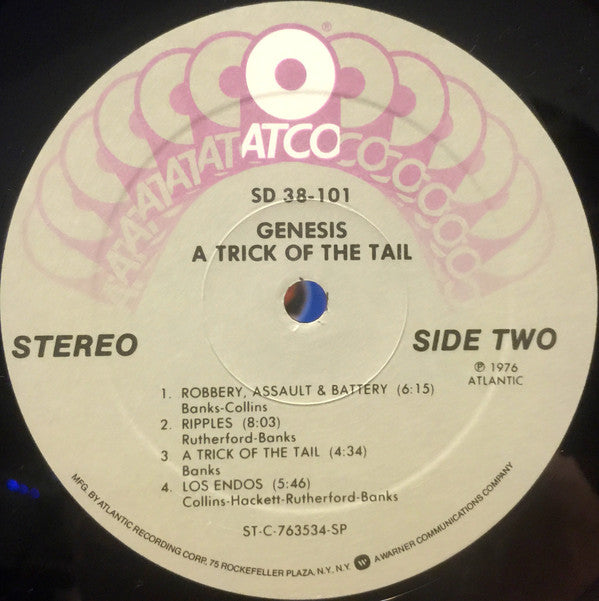 ATCO
SD 38-101
GENESIS
A TRICK OF THE TAIL
STEREO
SIDE TWO
℗ 1976
ATLANTIC
1. ROBBERY, ASSAULT & BATTERY (6:15)
Banks-Collins
2. RIPPLES (8:03)
Rutherford-Banks
3 A TRICK OF THE TAIL (4:34)
Banks
4. LOS ENDOS (5:46)
Collins-Hackett-Rutherford-Banks
ST-C-763534-SP
MFG. BY ATLANTIC RECORDING CORP. 75 ROCKEFELLER PLAZA, N.Y. N.Y. W A WARNER COMMUNICATIONS COMPANY